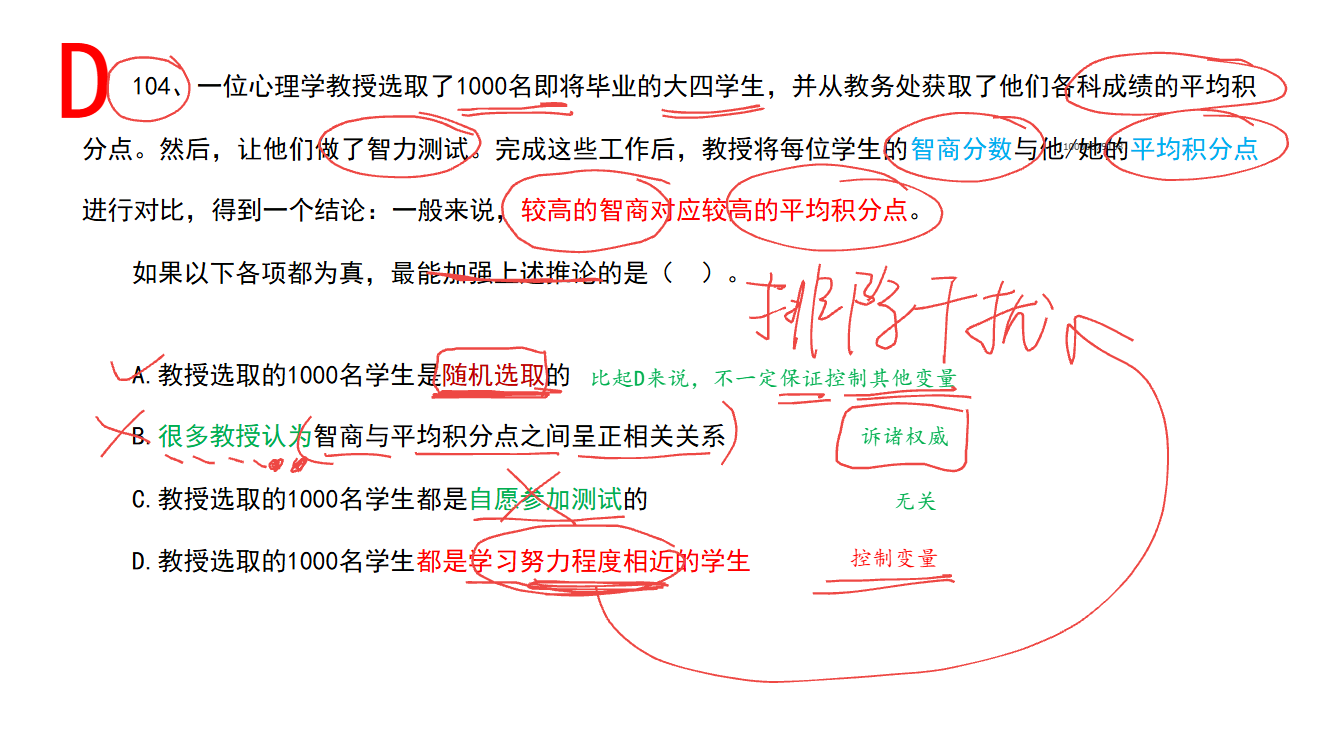 D
104、一位心理学教授选取了1000名即将毕业的大四学生，并从教务处获取了他们各科成绩的平均积
分点。然后，让他们做了智力测试。完成这些工作后，教授将每位学生的智商分数与他/她的平均积分点
进行对比，得到一个结论：一般来说，较高的智商对应较高的平均积分点。
如果以下各项都为真，最能加强上述推论的是（ ）。
排除干扰
A.教授选取的1000名学生是随机选取的 比起D来说，不一定保证控制其他变量
B.很多教授认为智商与平均积分点之间呈正相关关系 诉诸权威
C.教授选取的1000名学生都是自愿参加测试的 无关
D.教授选取的1000名学生都是学习努力程度相近的学生 控制变量